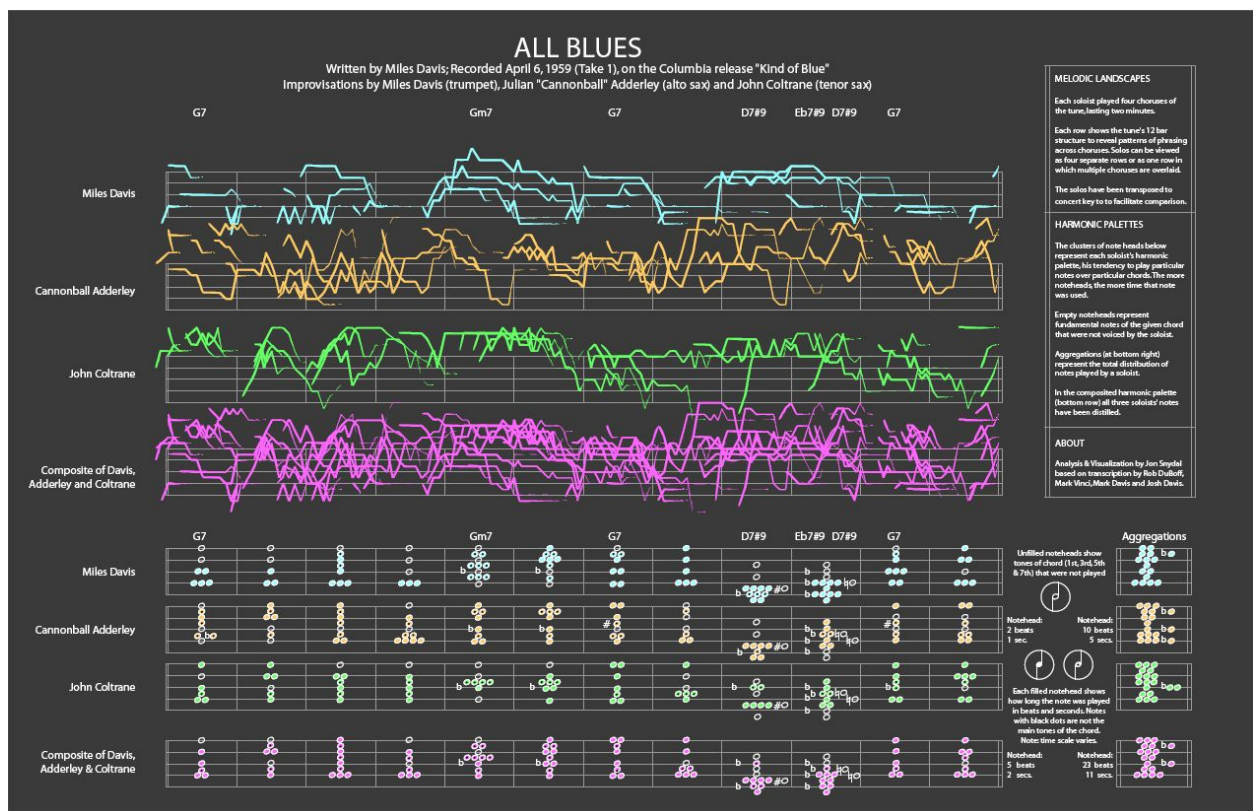 ALL BLUES
Written by Miles Davis; Recorded April 6, 1959 (Take 1), on the Columbia release "Kind of Blue"
Improvisations by Miles Davis (trumpet), Julian "Cannonball" Adderley (alto sax) and John Coltrane (tenor sax)
G7 Gm7 G7 D7#9 Eb7#9 D7#9 G7
Miles Davis
Cannonball Adderley
John Coltrane
Composite of Davis,
Adderley and Coltrane
MELODIC LANDSCAPES
Each soloist played four choruses of
the tune, lasting two minutes.
Each row shows the tune's 12 bar
structure to reveal patterns of phrasing
across choruses. Solos can be viewed
as four separate rows or as one row in
which multiple choruses are overlaid.
The solos have been transposed to
concert key to to facilitate comparison.
HARMONIC PALETTES
The clusters of note heads below
represent each soloist's harmonic
palette, his tendency to play particular
notes over particular chords. The more
noteheads, the more time that note
was used.
Empty noteheads represent
fundamental notes of the given chord
that were not voiced by the soloist.
Aggregations (at bottom right)
represent the total distribution of
notes played by a soloist.
In the composited harmonic palette
(bottom row) all three soloists' notes
have been distilled.
ABOUT
Analysis & Visualization by Jon Snydal
based on transcription by Rob DuBoff,
Mark Vinci, Mark Davis and Josh Davis.
G7 Gm7 G7 D7#9 Eb7#9 D7#9 G7 Aggregations
Miles Davis
Cannonball Adderley
John Coltrane
Composite of Davis,
Adderley & Coltrane
Unfilled noteheads show
tones of chord (1st, 3rd, 5th
& 7th) that were not played
Notehead: Notehead:
2 beats 10 beats
1 sec. 5 secs.
Each filled notehead shows
how long the note was played
in beats and seconds. Notes
with black dots are not the
main tones of the chord.
Note: time scale varies.
Notehead: Notehead:
5 beats 23 beats
2 secs. 11 secs.